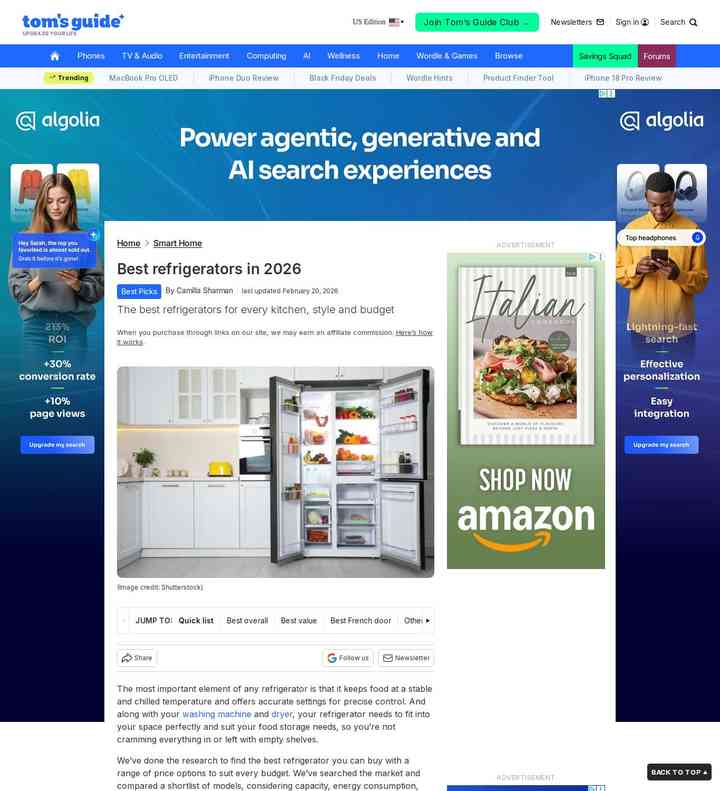 tom's guide
UPGRADE YOUR LIFE
US Edition
Join Tom's Guide Club →
Newsletters
Sign in
Search
Phones
TV & Audio
Entertainment
Computing
AI
Wellness
Home
Wordle & Games
Browse
Savings Squad
Forums
Trending
MacBook Pro OLED
iPhone Duo Review
Black Friday Deals
Wordle Hints
Product Finder Tool
iPhone 18 Pro Review
algolia
Power agentic, generative and
AI search experiences
algolia
Hey Sarah, the top you
favorited is almost sold out.
Grab it before it's gone!
213%
ROI
+30%
conversion rate
+10%
page views
Upgrade my search
Top headphones
Lightning-fast
search
Effective
personalization
Easy
integration
Upgrade my search
Home > Smart Home
Best refrigerators in 2026
Best Picks
By Camilla Sharman
last updated February 20, 2026
The best refrigerators for every kitchen, style and budget
When you purchase through links on our site, we may earn an affiliate commission. Here's how
it works.
(Image credit: Shutterstock)
JUMP TO:
Quick list
Best overall
Best value
Best French door
Other
Share
Follow us
Newsletter
The most important element of any refrigerator is that it keeps food at a stable
and chilled temperature and offers accurate settings for precise control. And
along with your washing machine and dryer, your refrigerator needs to fit into
your space perfectly and suit your food storage needs, so you're not
cramming everything in or left with empty shelves.
We've done the research to find the best refrigerator you can buy with a
range of price options to suit every budget. We've searched the market and
compared a shortlist of models, considering capacity, energy consumption,
ADVERTISEMENT
Italian
COOKBOOK
DISCOVER A WORLD OF FLAVOURS,
BEYOND JUST PIZZA & PASTA
SHOP NOW
amazon
ADVERTISEMENT
BACK TO TOP